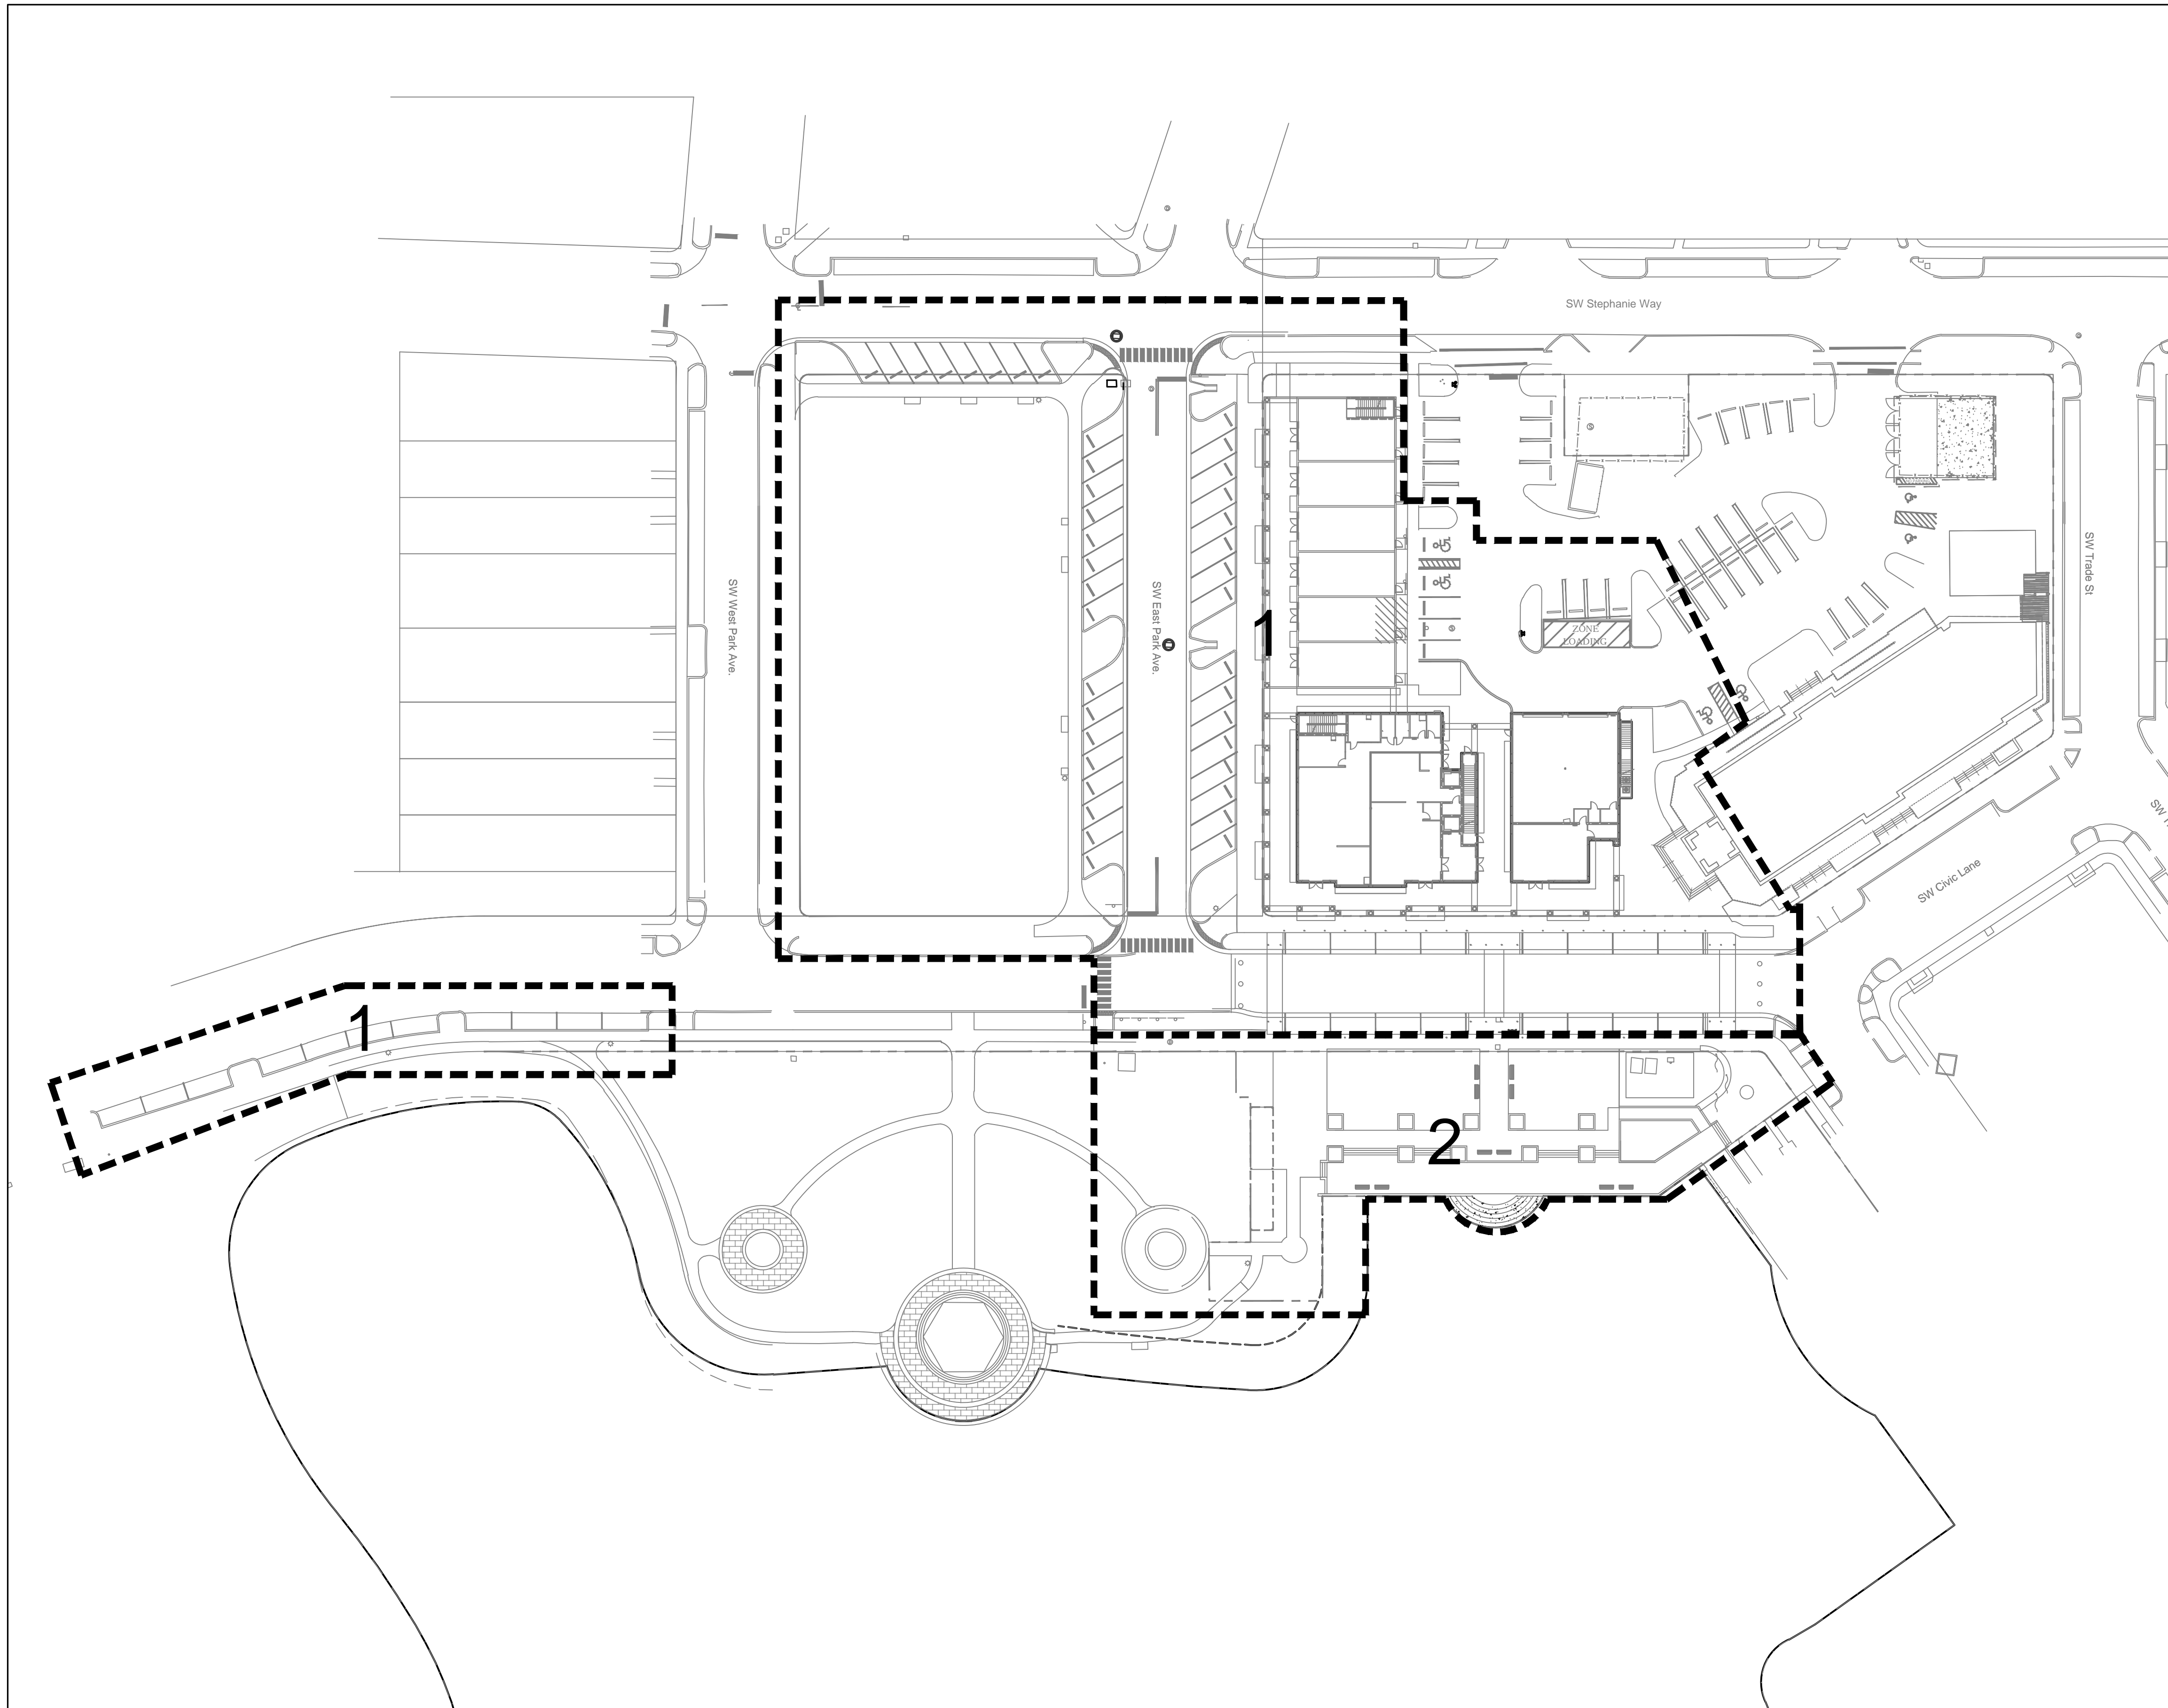 SW Stephanie Way
SW West Park Ave.
SW East Park Ave.
1
ZONE
LOADING
SW Trade St
SW Civic Lane
1
2